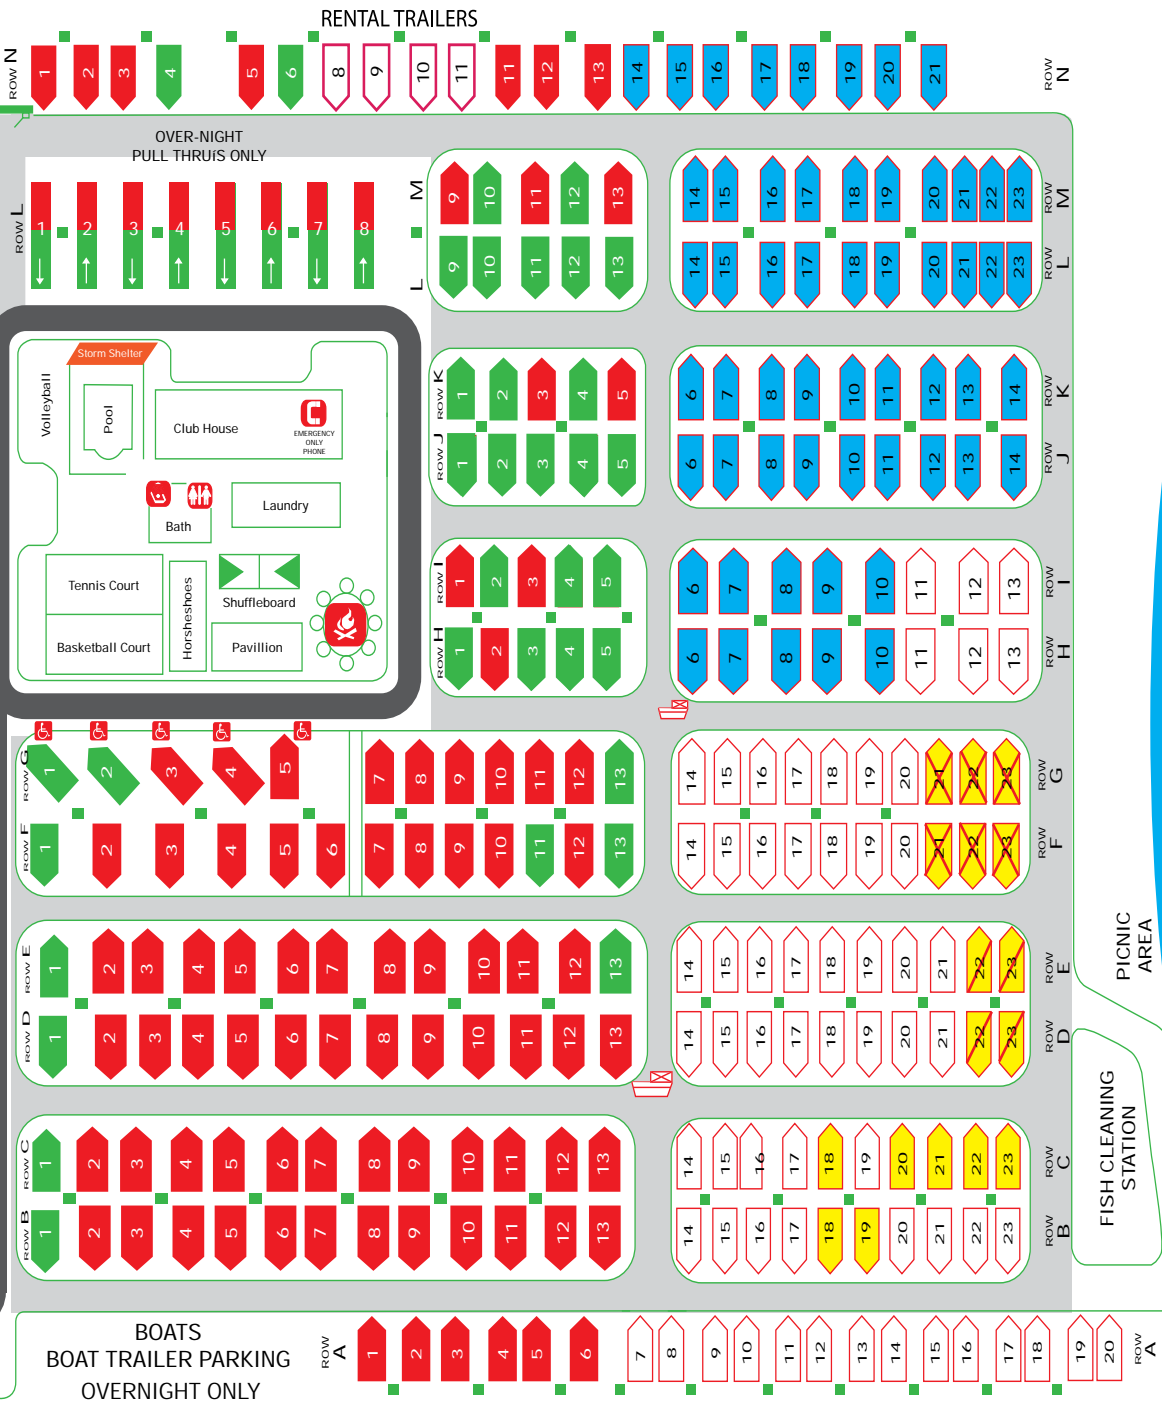 RENTAL TRAILERS
ROW N 1 2 3 4 5 6 8 9 10 11 11 12 13 14 15 16 17 18 19 20 21 ROW N
OVER-NIGHT
PULL THRUíS ONLY
M 9 10 11 12 13 14 15 16 17 18 19 20 21 22 23 ROW M
ROW L 1 2 3 4 5 6 7 8
L 9 10 11 12 13 14 15 16 17 18 19 20 21 22 23 ROW L
Storm Shelter
Volleyball
Pool
Club House
EMERGENCY
ONLY
PHONE
Bath
Laundry
Tennis Court
Basketball Court
Horsheshoes
Shuffleboard
Pavillion
ROW K 1 2 3 4 5 6 7 8 9 10 11 12 13 14 ROW K
ROW J 1 2 3 4 5 6 7 8 9 10 11 12 13 14 ROW J
ROW I 1 2 3 4 5 6 7 8 9 10 11 12 13 ROW I
ROW H 1 2 3 4 5 6 7 8 9 10 11 12 13 ROW H
ROW G 1 2 3 4 5 7 8 9 10 11 12 13 14 15 16 17 18 19 20 21 22 23 ROW G
ROW F 1 2 3 4 5 6 7 8 9 10 11 12 13 14 15 16 17 18 19 20 21 22 23 ROW F
ROW E 1 2 3 4 5 6 7 8 9 10 11 12 13 14 15 16 17 18 19 20 21 22 23 ROW E
ROW D 1 2 3 4 5 6 7 8 9 10 11 12 13 14 15 16 17 18 19 20 21 22 23 ROW D
ROW C 1 2 3 4 5 6 7 8 9 10 11 12 13 14 15 16 17 18 19 20 21 22 23 ROW C
ROW B 1 2 3 4 5 6 7 8 9 10 11 12 13 14 15 16 17 18 19 20 21 22 23 ROW B
PICNIC
AREA
FISH CLEANING
STATION
BOATS
BOAT TRAILER PARKING
OVERNIGHT ONLY
ROW A 1 2 3 4 5 6 7 8 9 10 11 12 13 14 15 16 17 18 19 20 ROW A